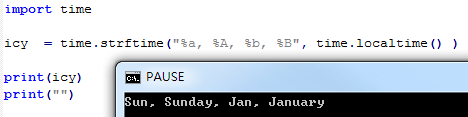 import time
icy  = time.strftime("%a, %A, %b, %B", time.localtime() )
print(icy)
print("")
C:\. PAUSE
Sun, Sunday, Jan, January